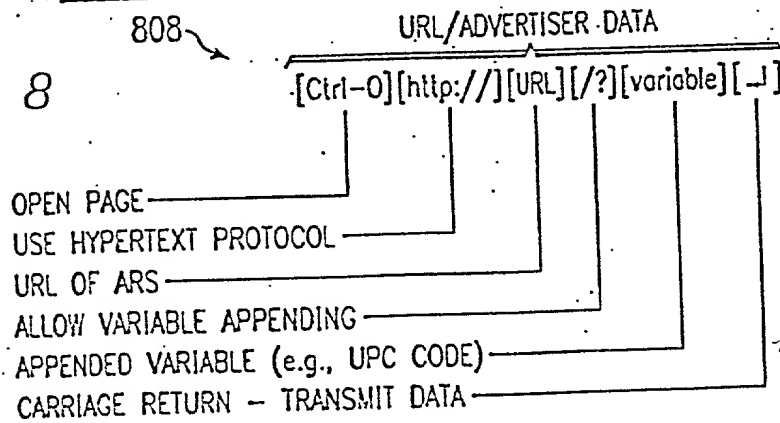 808
URL/ADVERTISER DATA
8
[Ctrl-O][http://][URL][/?][variable][↵]
OPEN PAGE
USE HYPERTEXT PROTOCOL
URL OF ARS
ALLOW VARIABLE APPENDING
APPENDED VARIABLE (e.g., UPC CODE)
CARRIAGE RETURN – TRANSMIT DATA